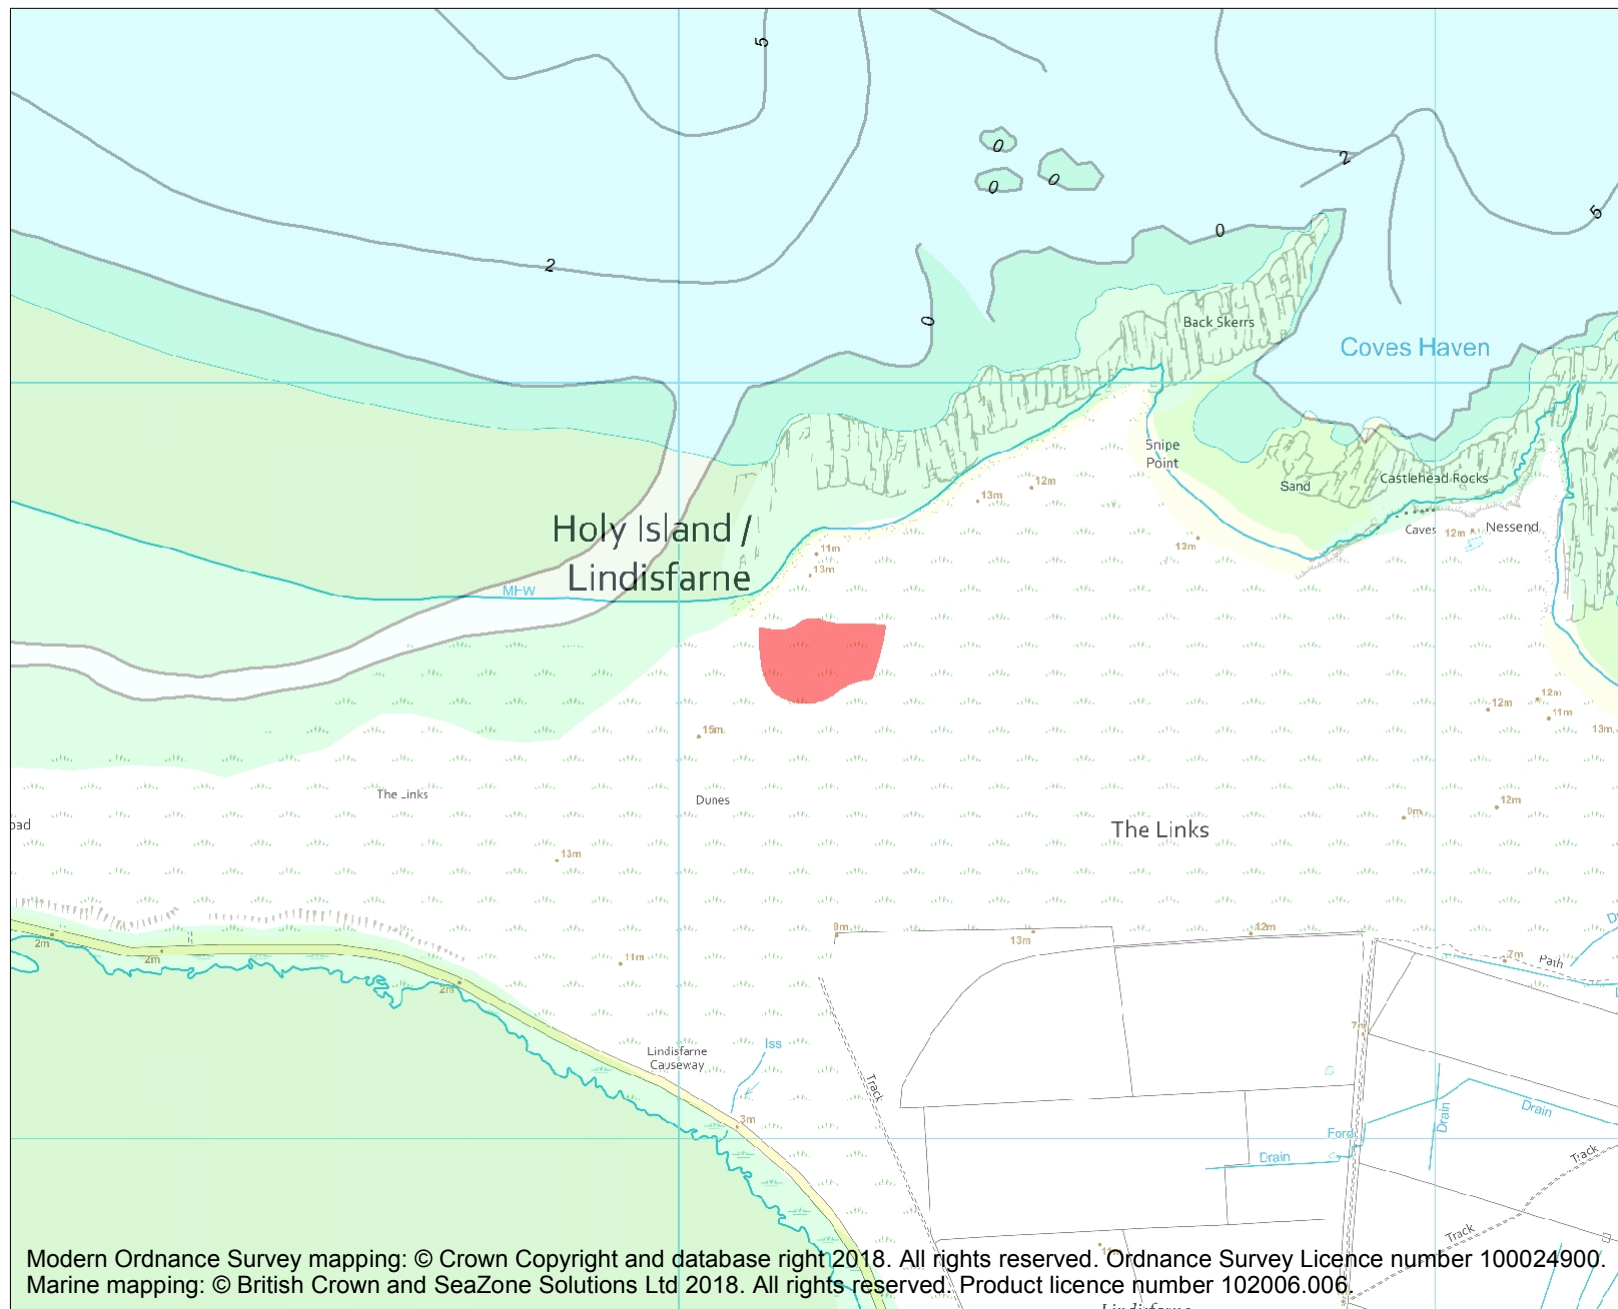 5
0
0
0
2
5
0
2
0
Back Skerrs
Coves Haven
Snipe
Point
12m
13m
Sand
Castlehead Rocks
Caves
12m
Nessend
Holy Island /
Lindisfarne
11m
13m
13m
MHW
15m
12m
12m
11m
13m
The Links
Dunes
12m
9m
The Links
13m
9m
13m
12m
2m
2m
11m
7m
Path
2m
7m
Lindisfarne
Causeway
Iss
Track
3m
Drain
Drain
Ford
Drain
Track
Track
Modern Ordnance Survey mapping: © Crown Copyright and database right 2018. All rights reserved. Ordnance Survey Licence number 100024900.
Marine mapping: © British Crown and SeaZone Solutions Ltd 2018. All rights reserved. Product licence number 102006.006.